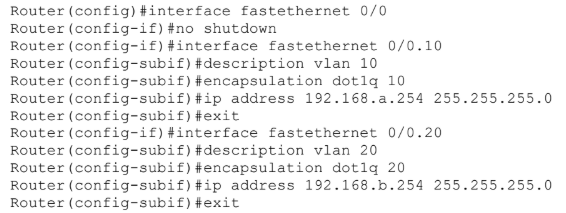 Router(config)#interface fastethernet 0/0
Router(config-if)#no shutdown
Router(config-if)#interface fastethernet 0/0.10
Router(config-subif)#description vlan 10
Router(config-subif)#encapsulation dot1q 10
Router(config-subif)#ip address 192.168.a.254 255.255.255.0
Router(config-subif)#exit
Router(config-if)#interface fastethernet 0/0.20
Router(config-subif)#description vlan 20
Router(config-subif)#encapsulation dot1q 20
Router(config-subif)#ip address 192.168.b.254 255.255.255.0
Router(config-subif)#exit